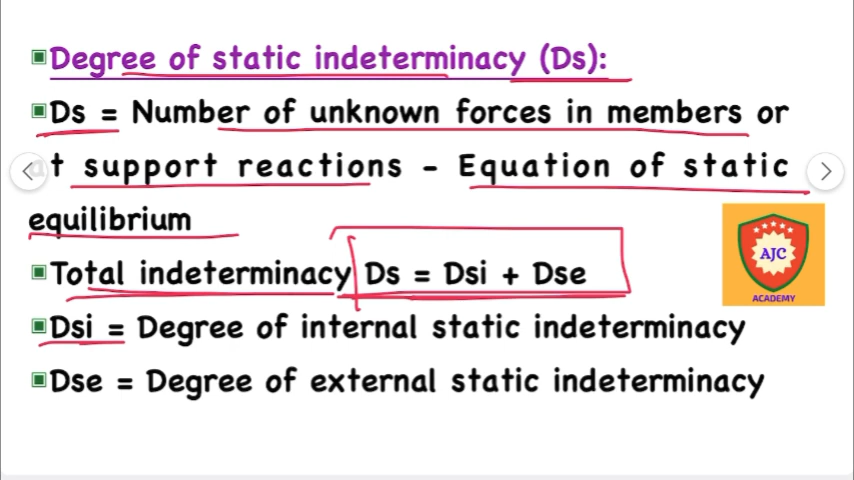 Degree of static indeterminacy (Ds):
Ds = Number of unknown forces in members or
at support reactions - Equation of static
equilibrium
Total indeterminacy Ds = Dsi + Dse
Dsi = Degree of internal static indeterminacy
Dse = Degree of external static indeterminacy
AJC
ACADEMY